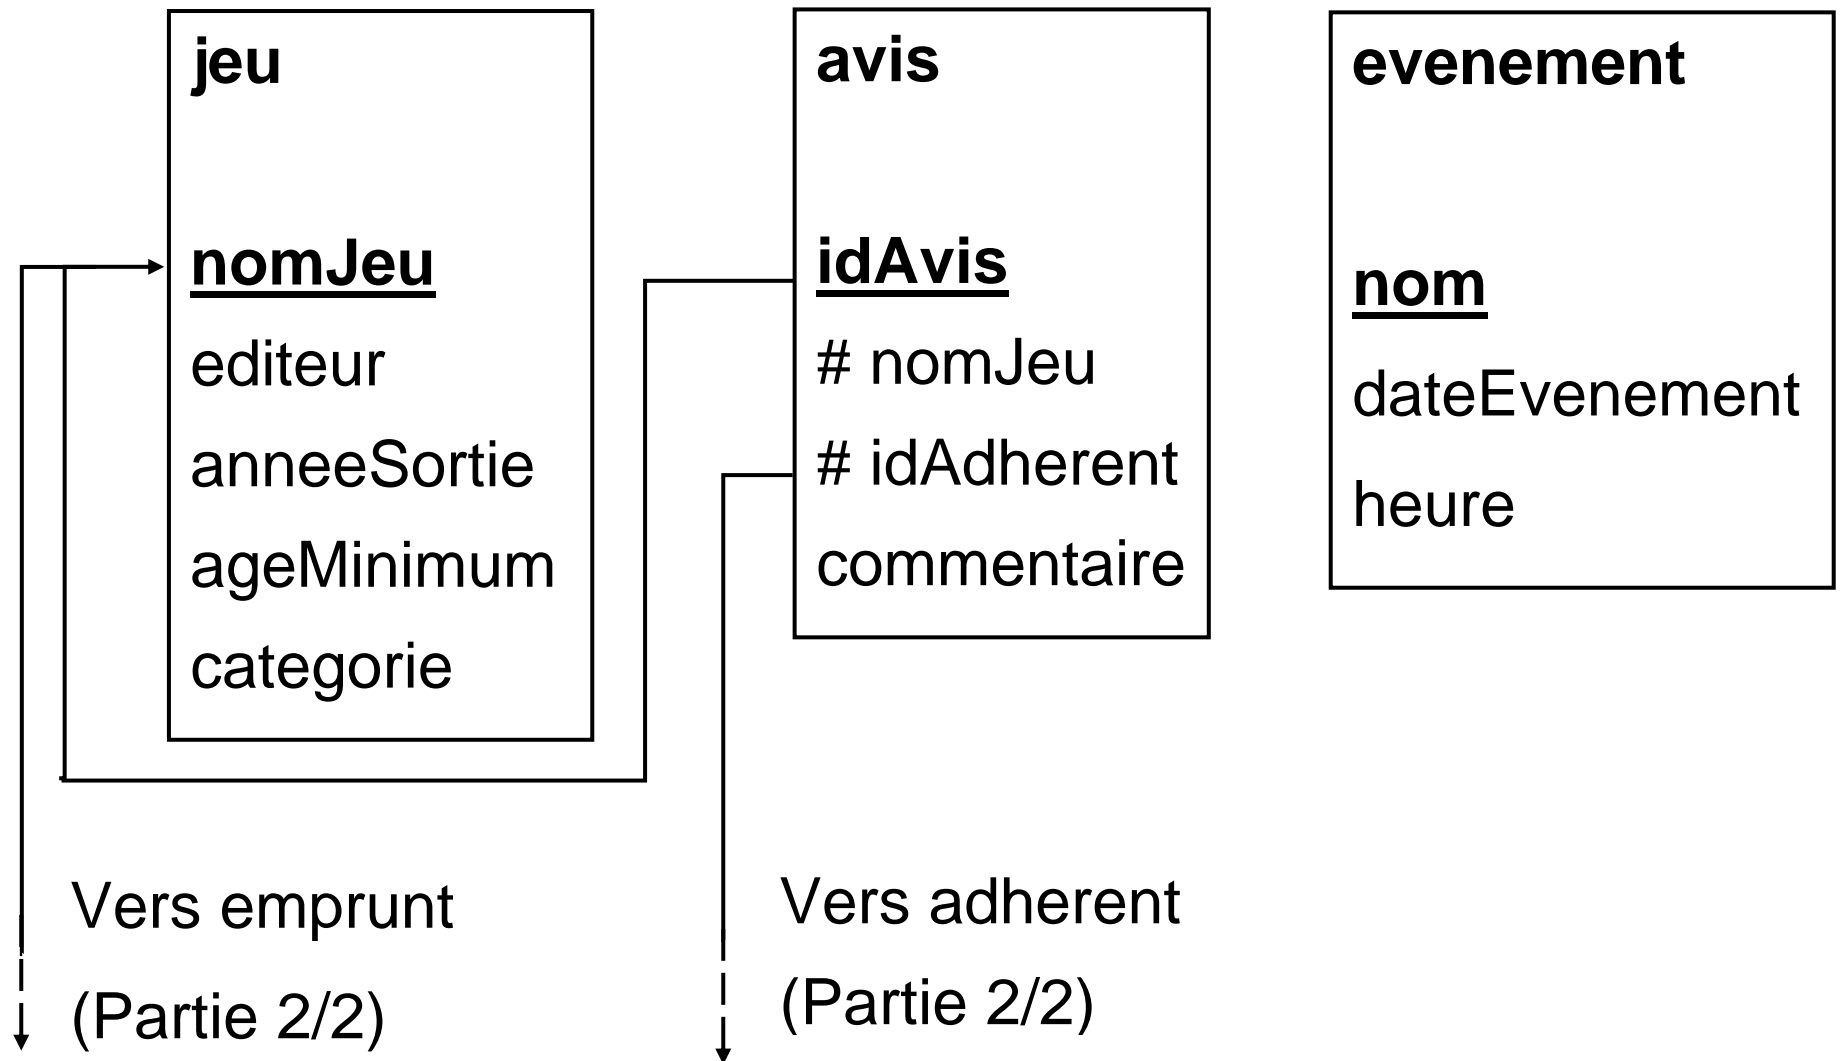 jeu
nomJeu
editeur
anneeSortie
ageMinimum
categorie
avis
idAvis
# nomJeu
# idAdherent
commentaire
evenement
nom
dateEvenement
heure
Vers emprunt
(Partie 2/2)
Vers adherent
(Partie 2/2)